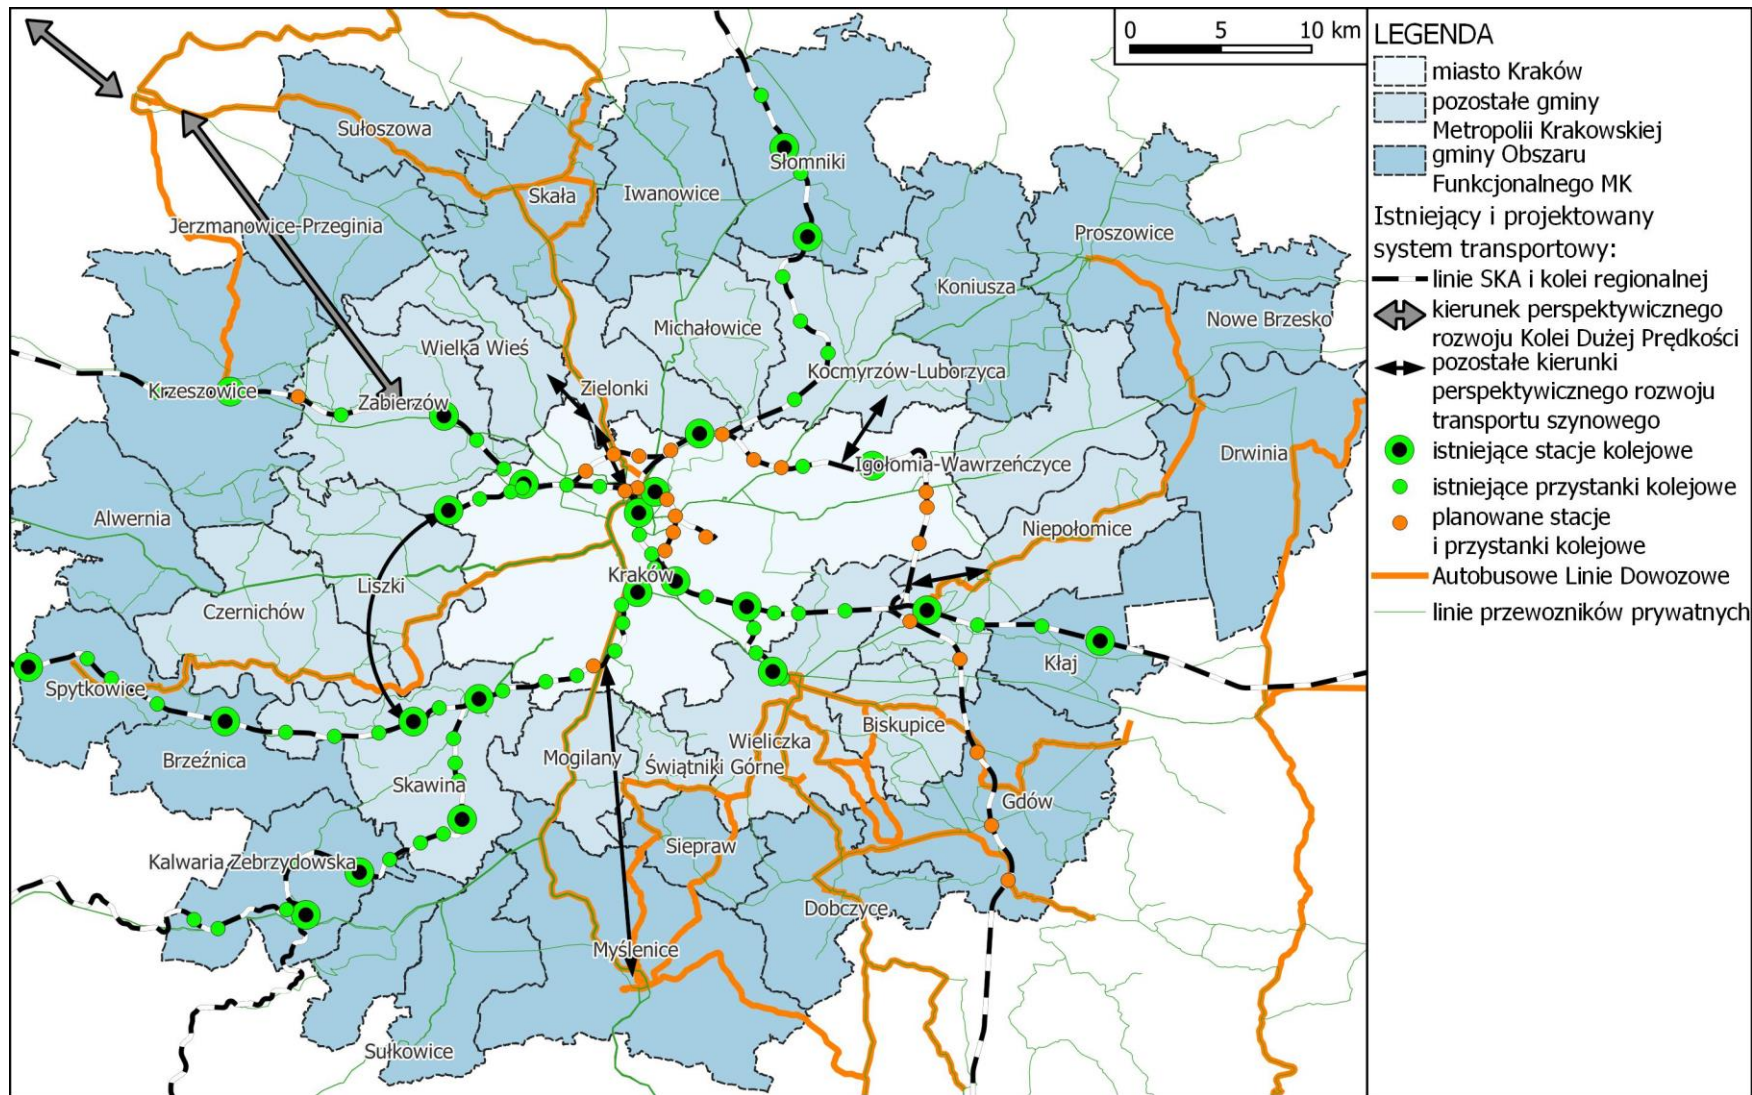 0 5 10 km
Sułoszowa
Słomniki
Skała
Iwanowice
Jerzmanowice-Przeginia
Proszowice
Koniusza
Nowe Brzesko
Michałowice
Wielka Wieś
Kocmyrzów-Luborzyca
Zielonki
Krzeszowice
Zabierzów
Drwinia
Igołomia-Wawrzeńczyce
Alwernia
Niepołomice
Kraków
Liszki
Czernichów
Kłaj
Spytkowice
Biskupice
Wieliczka
Brzeźnica
Mogilany
Świątniki Górne
Skawina
Gdów
Siepraw
Kalwaria Zebrzydowska
Dobczyce
Myślenice
Sułkowice
LEGENDA
miasto Kraków
pozostałe gminy
Metropolii Krakowskiej
gminy Obszaru
Funkcjonalnego MK
Istniejący i projektowany
system transportowy:
linie SKA i kolei regionalnej
kierunek perspektywicznego
rozwoju Kolei Dużej Prędkości
pozostałe kierunki
perspektywicznego rozwoju
transportu szynowego
istniejące stacje kolejowe
istniejące przystanki kolejowe
planowane stacje
i przystanki kolejowe
Autobusowe Linie Dowozowe
linie przewozników prywatnych